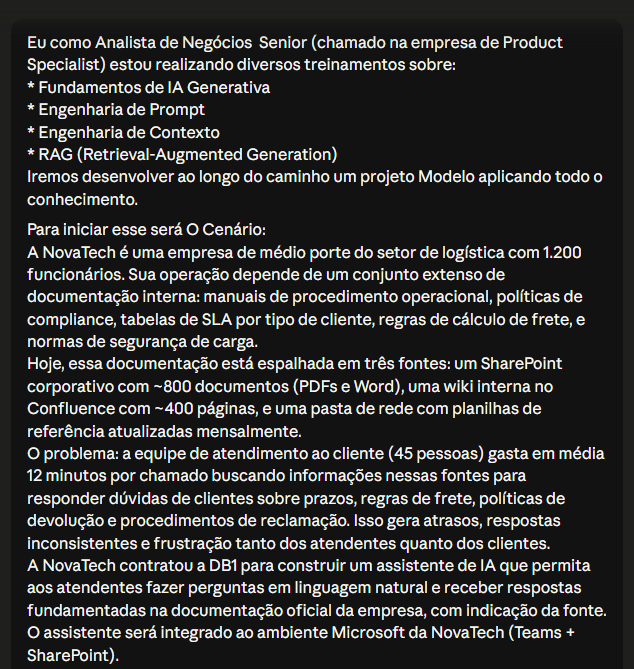 Eu como Analista de Negócios Senior (chamado na empresa de Product
Specialist) estou realizando diversos treinamentos sobre:
* Fundamentos de IA Generativa
* Engenharia de Prompt
* Engenharia de Contexto
* RAG (Retrieval-Augmented Generation)
Iremos desenvolver ao longo do caminho um projeto Modelo aplicando todo o
conhecimento.
Para iniciar esse será O Cenário:
A NovaTech é uma empresa de médio porte do setor de logística com 1.200
funcionários. Sua operação depende de um conjunto extenso de
documentação interna: manuais de procedimento operacional, políticas de
compliance, tabelas de SLA por tipo de cliente, regras de cálculo de frete, e
normas de segurança de carga.
Hoje, essa documentação está espalhada em três fontes: um SharePoint
corporativo com ~800 documentos (PDFs e Word), uma wiki interna no
Confluence com ~400 páginas, e uma pasta de rede com planilhas de
referência atualizadas mensalmente.
O problema: a equipe de atendimento ao cliente (45 pessoas) gasta em média
12 minutos por chamado buscando informações nessas fontes para
responder dúvidas de clientes sobre prazos, regras de frete, políticas de
devolução e procedimentos de reclamação. Isso gera atrasos, respostas
inconsistentes e frustração tanto dos atendentes quanto dos clientes.
A NovaTech contratou a DB1 para construir um assistente de IA que permita
aos atendentes fazer perguntas em linguagem natural e receber respostas
fundamentadas na documentação oficial da empresa, com indicação da fonte.
O assistente será integrado ao ambiente Microsoft da NovaTech (Teams +
SharePoint).